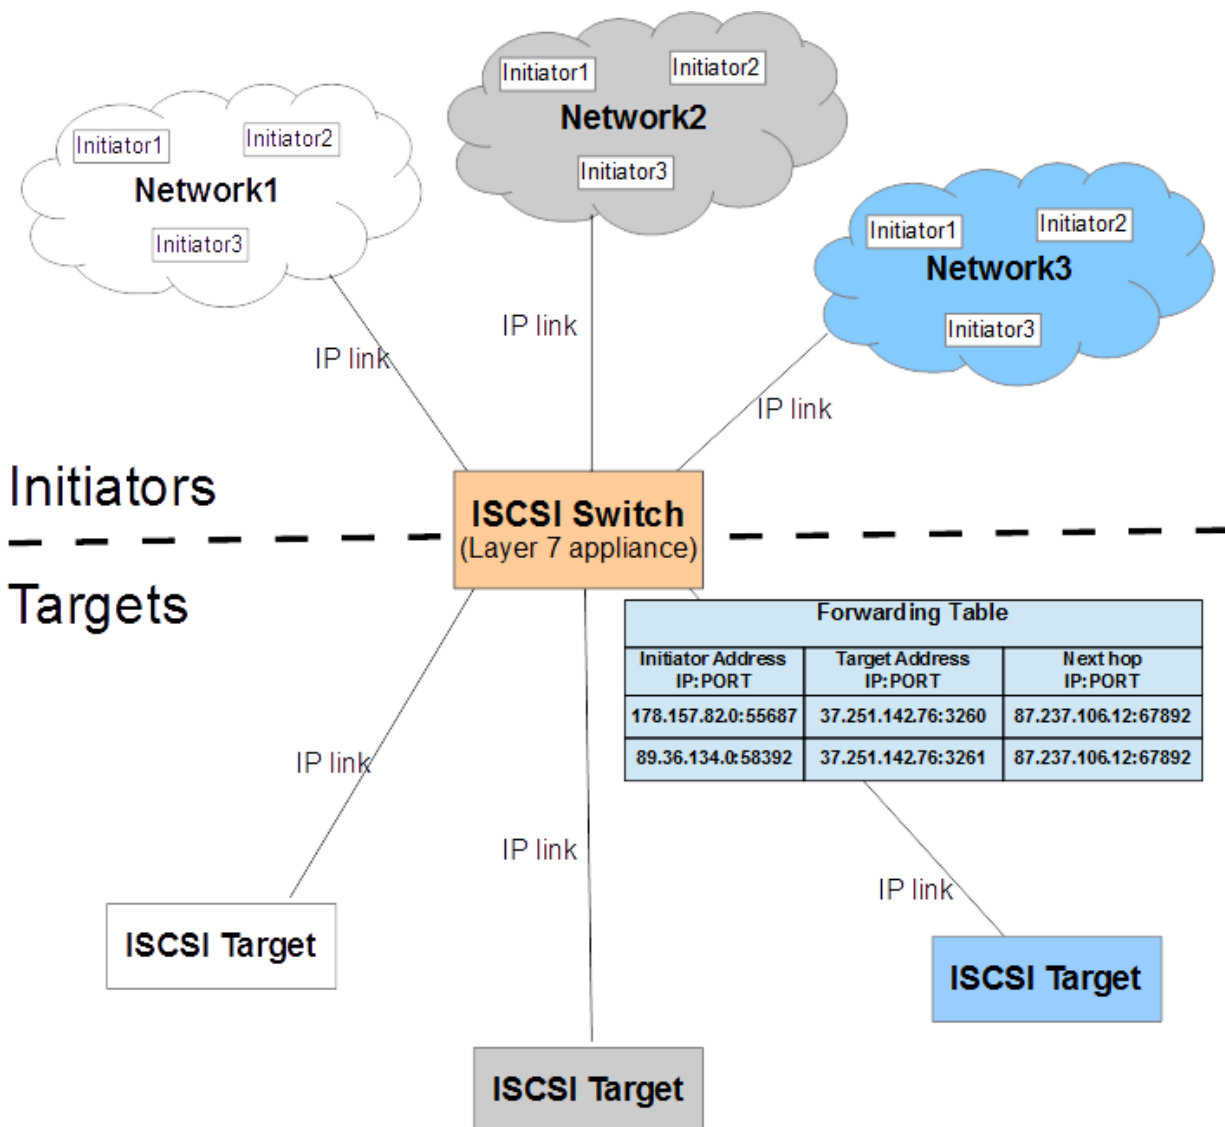 Initiator1
Initiator2
Network2
Initiator3
Initiator1
Initiator2
Network1
Initiator3
Initiator1
Initiator2
Network3
Initiator3
IP link
IP link
IP link
Initiators
ISCSI Switch
(Layer 7 appliance)
Targets
Forwarding Table
Initiator Address Target Address Next hop
IP:PORT IP:PORT IP:PORT
178.157.82.0:55687 37.251.142.76:3260 87.237.106.12:67892
89.36.134.0:58392 37.251.142.76:3261 87.237.106.12:67892
IP link
IP link
IP link
ISCSI Target
ISCSI Target
ISCSI Target